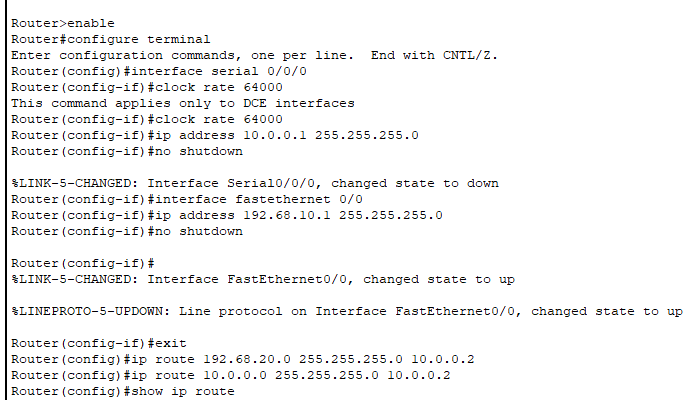 Router>enable
Router#configure terminal
Enter configuration commands, one per line.  End with CNTL/Z.
Router(config)#interface serial 0/0/0
Router(config-if)#clock rate 64000
This command applies only to DCE interfaces
Router(config-if)#clock rate 64000
Router(config-if)#ip address 10.0.0.1 255.255.255.0
Router(config-if)#no shutdown
%LINK-5-CHANGED: Interface Serial0/0/0, changed state to down
Router(config-if)#interface fastethernet 0/0
Router(config-if)#ip address 192.68.10.1 255.255.255.0
Router(config-if)#no shutdown
Router(config-if)#
%LINK-5-CHANGED: Interface FastEthernet0/0, changed state to up
%LINEPROTO-5-UPDOWN: Line protocol on Interface FastEthernet0/0, changed state to up
Router(config-if)#exit
Router(config)#ip route 192.68.20.0 255.255.255.0 10.0.0.2
Router(config)#ip route 10.0.0.0 255.255.255.0 10.0.0.2
Router(config)#show ip route